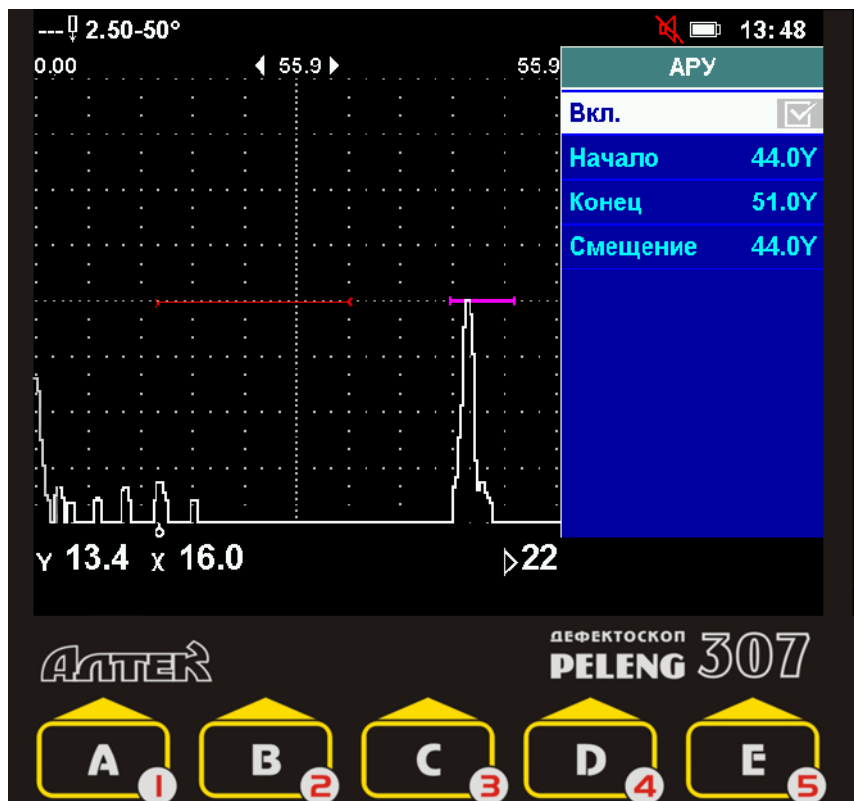 --- 2.50-50° 13:48
0.00 55.9 55.9
АРУ
Вкл.
Начало 44.0Y
Конец 51.0Y
Смещение 44.0Y
Y 13.4 X 16.0 22
Алтек
ДЕФЕКТОСКОП
PELENG 307
A 1 B 2 C 3 D 4 E 5